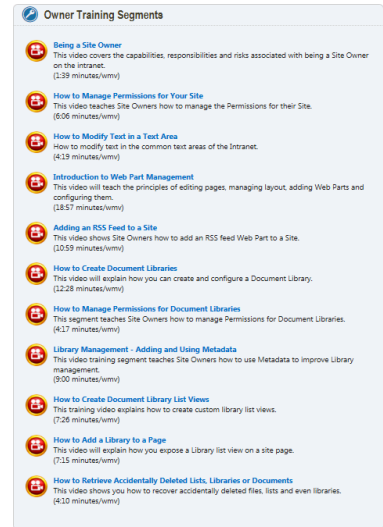 Owner Training Segments
Being a Site Owner
This video covers the capabilities, responsibilities and risks associated with being a Site Owner
on the intranet.
(1:39 minutes/wmv)
How to Manage Permissions for Your Site
This video teaches Site Owners how to manage the Permissions for their Site.
(6:06 minutes/wmv)
How to Modify Text in a Text Area
How to modify text in the common text areas of the Intranet.
(4:19 minutes/wmv)
Introduction to Web Part Management
This video will teach the principles of editing pages, managing layout, adding Web Parts and
configuring them.
(18:57 minutes/wmv)
Adding an RSS Feed to a Site
This video shows Site Owners how to add an RSS feed Web Part to a Site.
(10:59 minutes/wmv)
How to Create Document Libraries
This video will explain how you can create and configure a Document Library.
(12:28 minutes/wmv)
How to Manage Permissions for Document Libraries
This segment teaches Site Owners how to manage Permissions for Document Libraries.
(4:17 minutes/wmv)
Library Management - Adding and Using Metadata
This video training segment teaches Site Owners how to use Metadata to improve Library
management.
(9:00 minutes/wmv)
How to Create Document Library List Views
This training video explains how to create custom library list views.
(7:26 minutes/wmv)
How to Add a Library to a Page
This video will explain how you expose a Library list view on a site page.
(7:15 minutes/wmv)
How to Retrieve Accidentally Deleted Lists, Libraries or Documents
This video shows you how to recover accidentally deleted files, lists and even libraries.
(4:10 minutes/wmv)